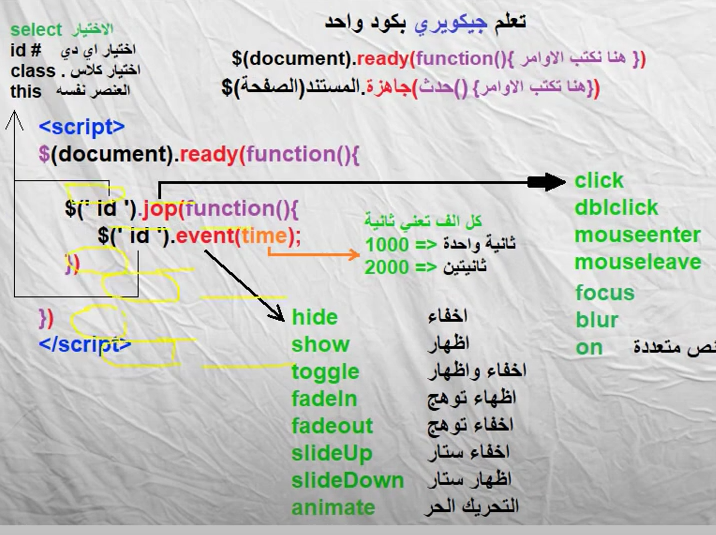 تعلم جيكويري بكود واحد
$(document).ready(function(){ هنا نكتب الاوامر })
$(الصفحة)المستند.جاهزة(حدث() {هنا تكتب الاوامر})
select الاختيار
id # اختيار اي دي
class . اختيار كلاس
this العنصر نفسه
<script>
$(document).ready(function(){
$(' id ').jop(function(){
$(' id ').event(time);
})
})
</script>
كل الف تعني ثانية
1000 => ثانية واحدة
2000 => ثانيتين
click
dblclick
mouseenter
mouseleave
focus
blur
on متعددة
hide اخفاء
show اظهار
toggle اخفاء واظهار
fadeIn اظهاء توهج
fadeout اخفاء توهج
slideUp اخفاء ستار
slideDown اظهار ستار
animate التحريك الحر